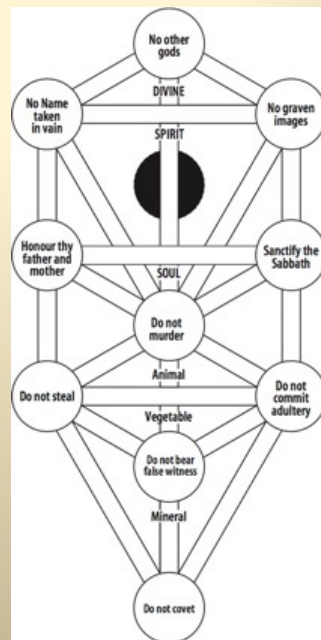 No other
gods
DIVINE
No Name
taken
in vain
No graven
images
SPIRIT
Honour thy
father and
mother
Sanctify the
Sabbath
SOUL
Do not
murder
Animal
Do not steal
Do not
commit
adultery
Vegetable
Do not bear
false witness
Mineral
Do not covet